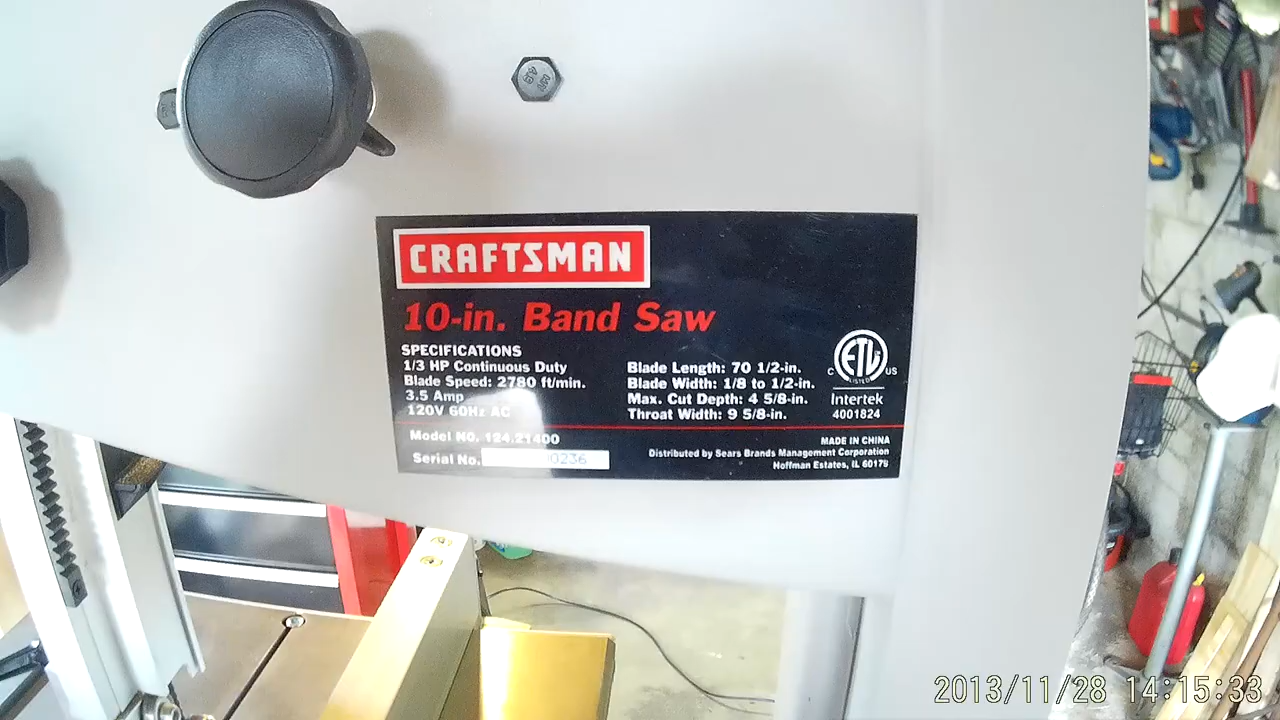 CRAFTSMAN
10-in. Band Saw
SPECIFICATIONS
1/3 HP Continuous Duty
Blade Speed: 2780 ft/min.
3.5 Amp
120V 60Hz AC
Blade Length: 70 1/2-in.
Blade Width: 1/8 to 1/2-in.
Max. Cut Depth: 4 5/8-in.
Throat Width: 9 5/8-in.
C ETL US
LISTED
Intertek
4001824
Model NO. 124.21400
Serial No. 0236
MADE IN CHINA
Distributed by Sears Brands Management Corporation
Hoffman Estates, IL 60179
2013/11/28 14:15:33